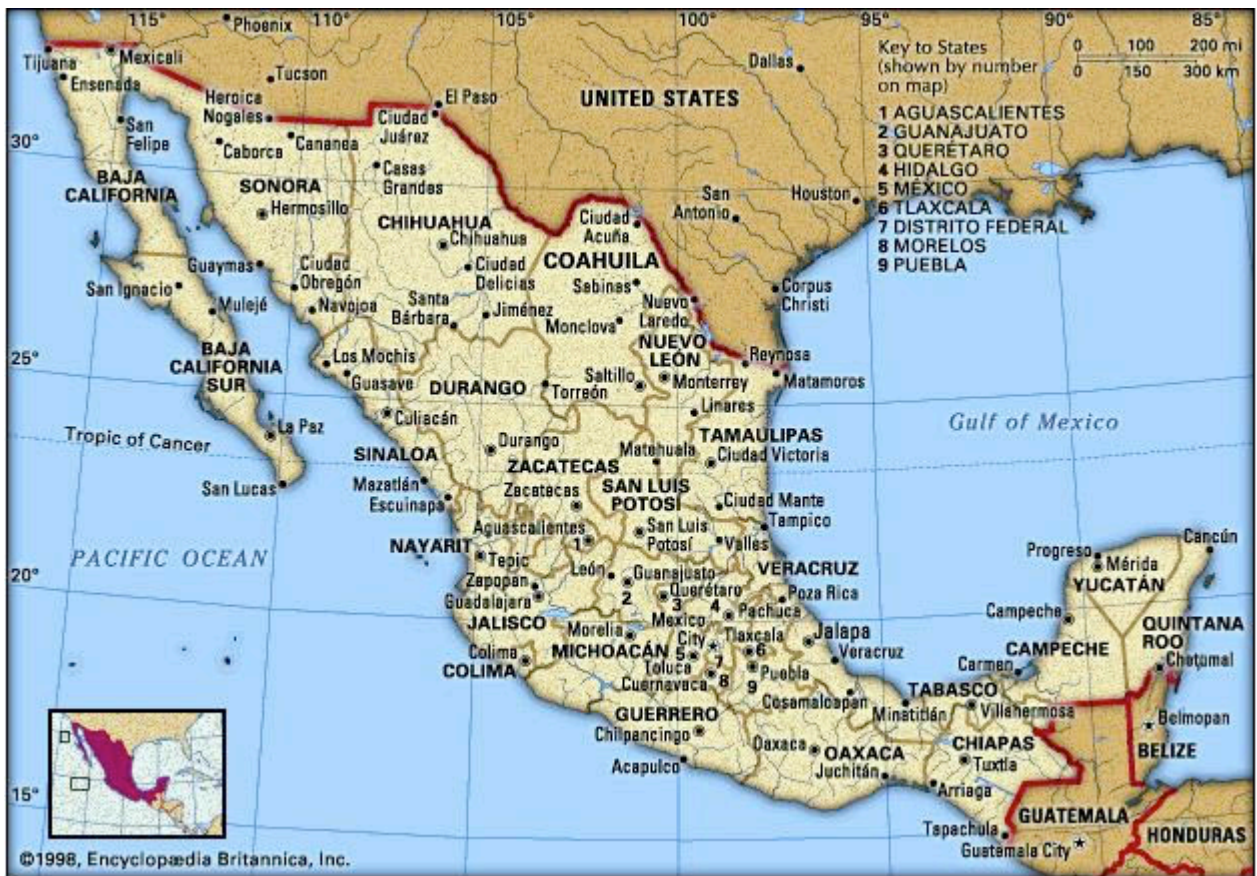 115°
110°
105°
100°
95°
90°
85°
Phoenix
Tijuana
Mexicali
Ensenada
Tucson
Dallas
Key to States
(shown by number
on map)
0 100 200 mi
0 150 300 km
Heroica
Nogales
El Paso
UNITED STATES
1 AGUASCALIENTES
2 GUANAJUATO
3 QUERÉTARO
4 HIDALGO
5 MÉXICO
6 TLAXCALA
7 DISTRITO FEDERAL
8 MORELOS
9 PUEBLA
30°
San
Felipe
Caborca
Cananea
Ciudad
Juárez
Casas
Grandes
BAJA
CALIFORNIA
SONORA
Hermosillo
CHIHUAHUA
Chihuahua
Ciudad
Acuña
San
Antonio
Houston
Guaymas
Ciudad
Obregón
Ciudad
Delicias
COAHUILA
Sabinas
San Ignacio
Mulejé
Navojoa
Santa
Bárbara
Jiménez
Monclova
Nuevo
Laredo
Corpus
Christi
25°
BAJA
CALIFORNIA
SUR
Los Mochis
Guasave
DURANGO
Torreón
Saltillo
NUEVO
LEÓN
Monterrey
Reynosa
Matamoros
Linares
Culiacán
La Paz
Tropic of Cancer
Gulf of Mexico
SINALOA
Durango
Matehuala
TAMAULIPAS
Ciudad Victoria
San Lucas
Mazatlán
Escuinapa
ZACATECAS
Zacatecas
SAN LUIS
POTOSÍ
Ciudad Mante
Tampico
Aguascalientes
1
San Luis
Potosí
Valles
PACIFIC OCEAN
NAYARIT
Tepic
León
Guanajuato
2
Querétaro
3
4
VERACRUZ
Poza Rica
Progreso
Mérida
Cancún
YUCATÁN
20°
Zapopan
Guadalajara
JALISCO
Pachuca
Campeche
QUINTANA
ROO
Colima
COLIMA
Morelia
MICHOACÁN
Mexico
City
5
Toluca
7
Tlaxcala
6
Jalapa
Veracruz
CAMPECHE
Chetumal
Cuernavaca
8
Puebla
9
Carmen
Cosamaloapan
TABASCO
Minatitlán
Villahermosa
Belmopan
BELIZE
GUERRERO
Chilpancingo
Acapulco
Oaxaca
OAXACA
Juchitán
CHIAPAS
Tuxtla
Arriaga
15°
Tapachula
GUATEMALA
Guatemala City
HONDURAS
©1998, Encyclopædia Britannica, Inc.